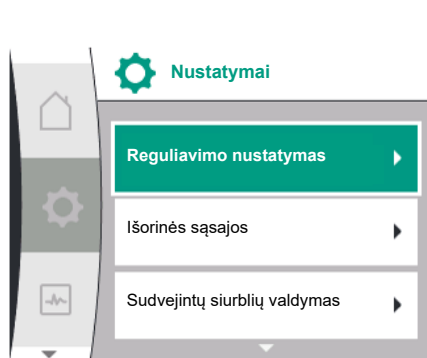 Nustatymai
Reguliavimo nustatymas
Išorinės sąsajos
Sudvejintų siurblių valdymas